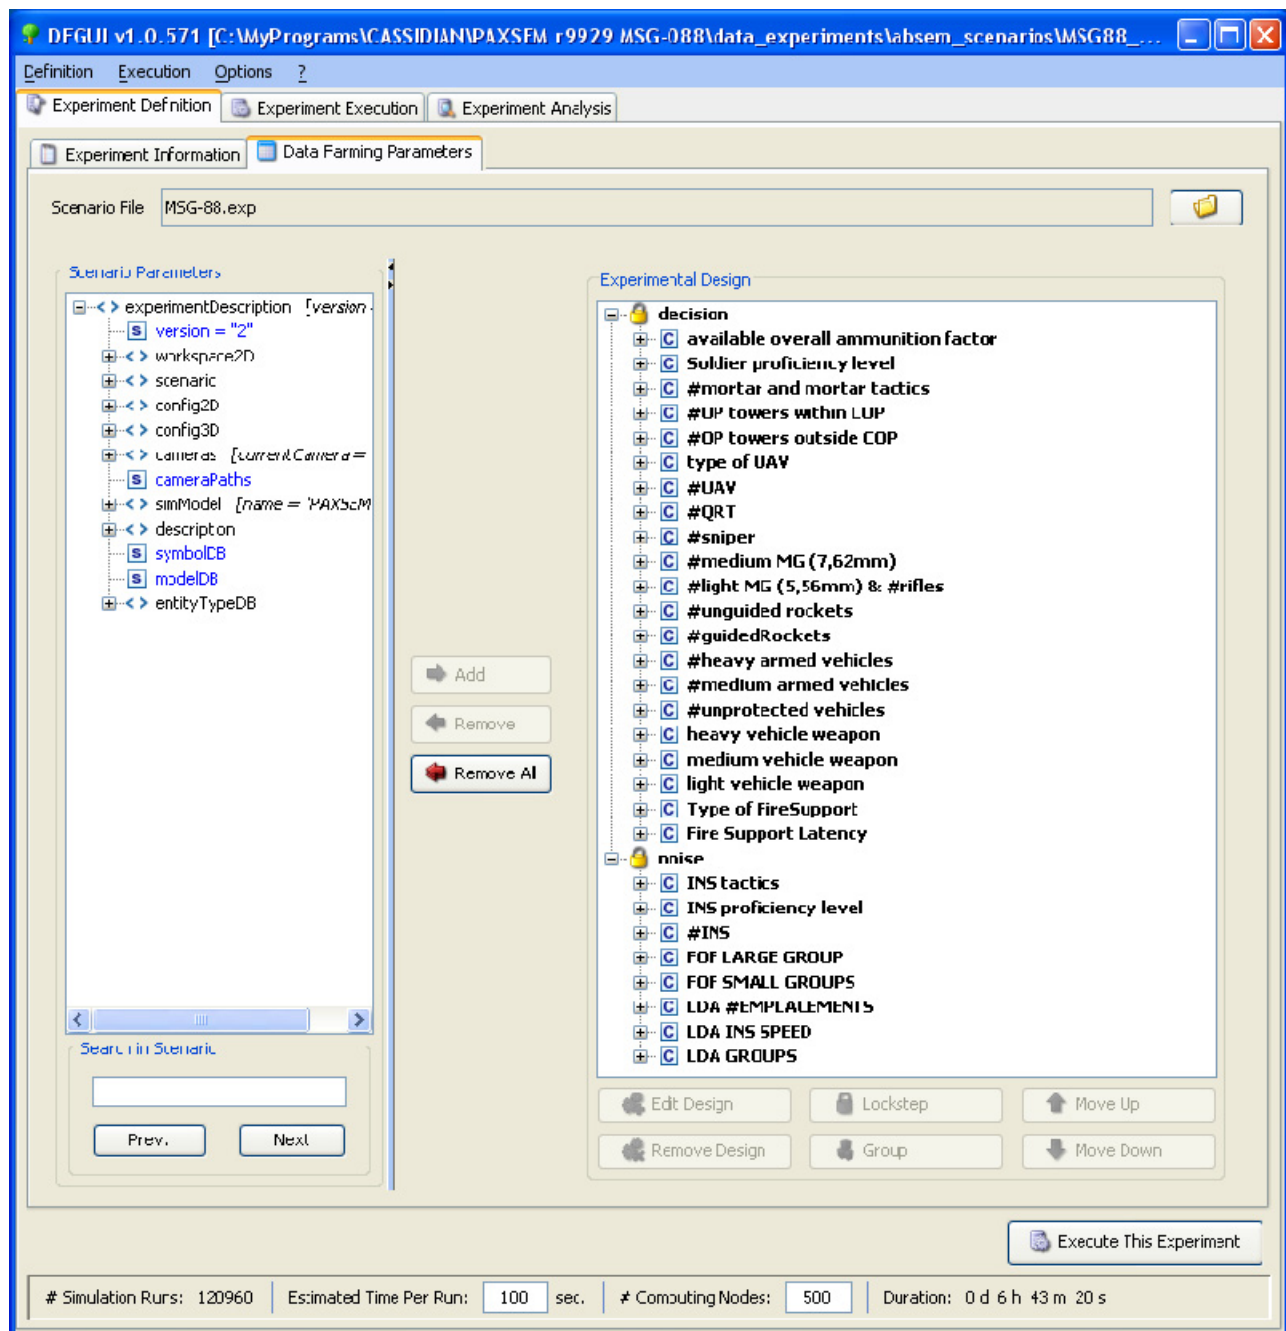 DFGUI v1.0.571 [C:\MyPrograms\CASSIDIAN\PAXSEM r9929 MSG-088\data_experiments\absem_scenarios\MSG88_...
Definition Execution Options ?
Experiment Definition Experiment Execution Experiment Analysis
Experiment Information Data Farming Parameters
Scenario File MSG-88.exp
Scenario Parameters
experimentDescription [version
version = "2"
workspace2D
scenario
config2D
config3D
cameras [currentCamera =
cameraPaths
simModel [name = 'PAXSEM
description
symbolDB
modelDB
entityTypeDB
Search in Scenario
Prev. Next
Add
Remove
Remove All
Experimental Design
decision
available overall ammunition factor
Soldier proficiency level
#mortar and mortar tactics
#OP towers within COP
#OP towers outside COP
type of UAV
#UAV
#QRT
#sniper
#medium MG (7,62mm)
#light MG (5,56mm) & #rifles
#unguided rockets
#guidedRockets
#heavy armed vehicles
#medium armed vehicles
#unprotected vehicles
heavy vehicle weapon
medium vehicle weapon
light vehicle weapon
Type of FireSupport
Fire Support Latency
noise
INS tactics
INS proficiency level
#INS
FOF LARGE GROUP
FOF SMALL GROUPS
LDA #EMPLACEMENTS
LDA INS SPEED
LDA GROUPS
Edit Design Lockstep Move Up
Remove Design Group Move Down
Execute This Experiment
# Simulation Runs: 120960 Estimated Time Per Run: 100 sec. # Computing Nodes: 500 Duration: 0 d 6 h 43 m 20 s